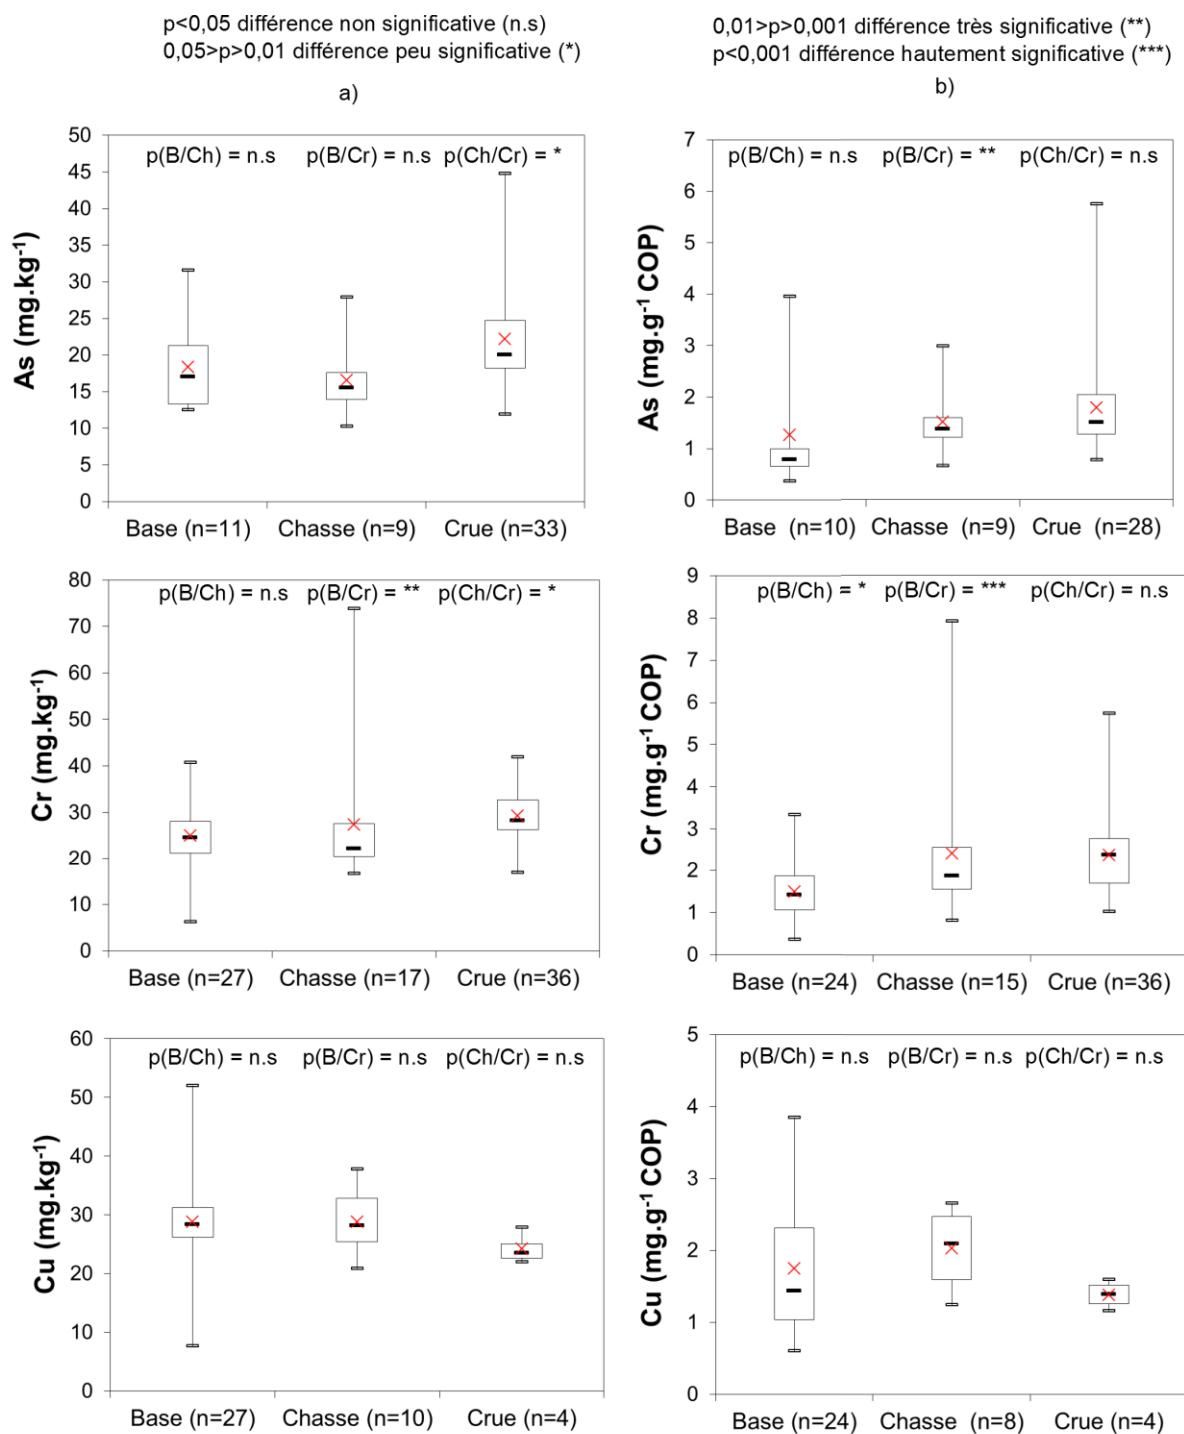 p<0,05 différence non significative (n.s)
0,05>p>0,01 différence peu significative (*)
0,01>p>0,001 différence très significative (**)
p<0,001 différence hautement significative (***)
a)
b)
As (mg.kg⁻¹)
50
45
40
35
30
25
20
15
10
5
0
p(B/Ch) = n.s p(B/Cr) = n.s p(Ch/Cr) = *
Base (n=11) Chasse (n=9) Crue (n=33)
As (mg.g⁻¹ COP)
7
6
5
4
3
2
1
0
p(B/Ch) = n.s p(B/Cr) = ** p(Ch/Cr) = n.s
Base (n=10) Chasse (n=9) Crue (n=28)
Cr (mg.kg⁻¹)
80
70
60
50
40
30
20
10
0
p(B/Ch) = n.s p(B/Cr) = ** p(Ch/Cr) = *
Base (n=27) Chasse (n=17) Crue (n=36)
Cr (mg.g⁻¹ COP)
9
8
7
6
5
4
3
2
1
0
p(B/Ch) = * p(B/Cr) = *** p(Ch/Cr) = n.s
Base (n=24) Chasse (n=15) Crue (n=36)
Cu (mg.kg⁻¹)
60
50
40
30
20
10
0
p(B/Ch) = n.s p(B/Cr) = n.s p(Ch/Cr) = n.s
Base (n=27) Chasse (n=10) Crue (n=4)
Cu (mg.g⁻¹ COP)
5
4
3
2
1
0
p(B/Ch) = n.s p(B/Cr) = n.s p(Ch/Cr) = n.s
Base (n=24) Chasse (n=8) Crue (n=4)